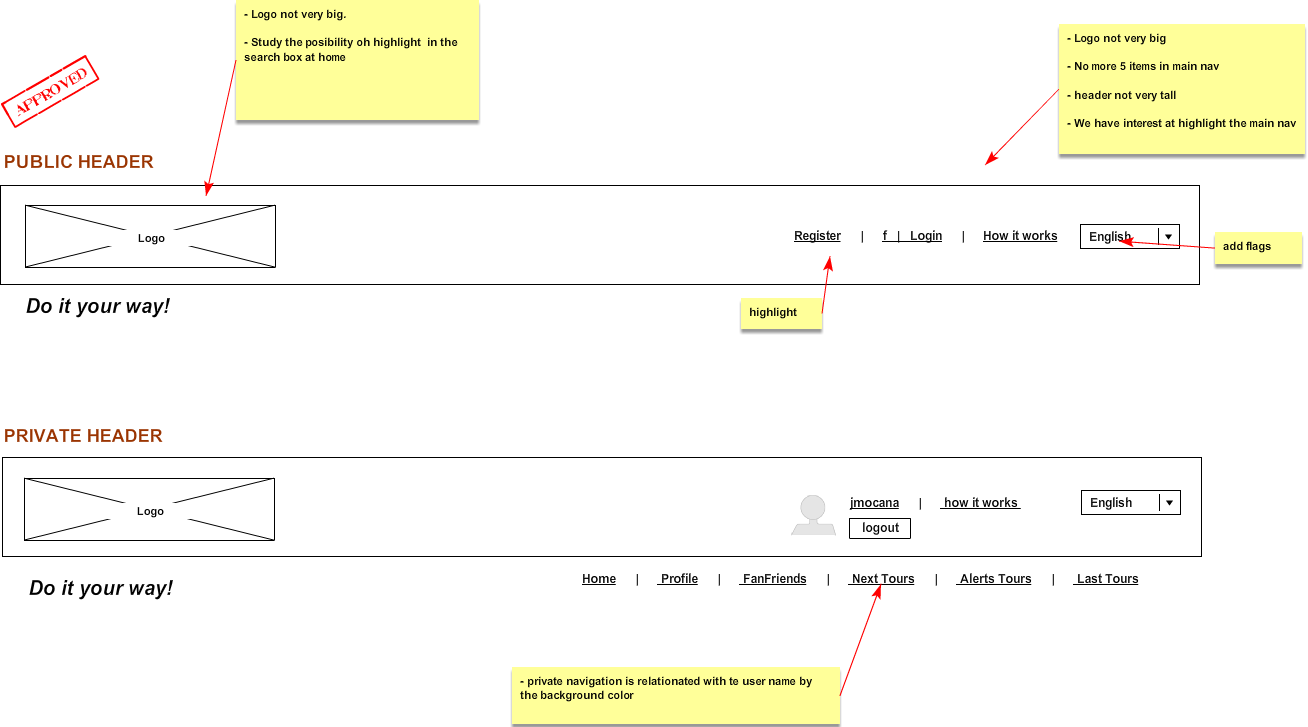 - Logo not very big.
- Study the posibility oh highlight  in the
search box at home
- Logo not very big
- No more 5 items in main nav
- header not very tall
- We have interest at highlight the main nav
APPROVED
PUBLIC HEADER
Logo
Register | f | Login | How it works
English
add flags
Do it your way!
highlight
PRIVATE HEADER
Logo
jmocana | how it works
English
logout
Do it your way!
Home | Profile | FanFriends | Next Tours | Alerts Tours | Last Tours
- private navigation is relationated with te user name by
the background color